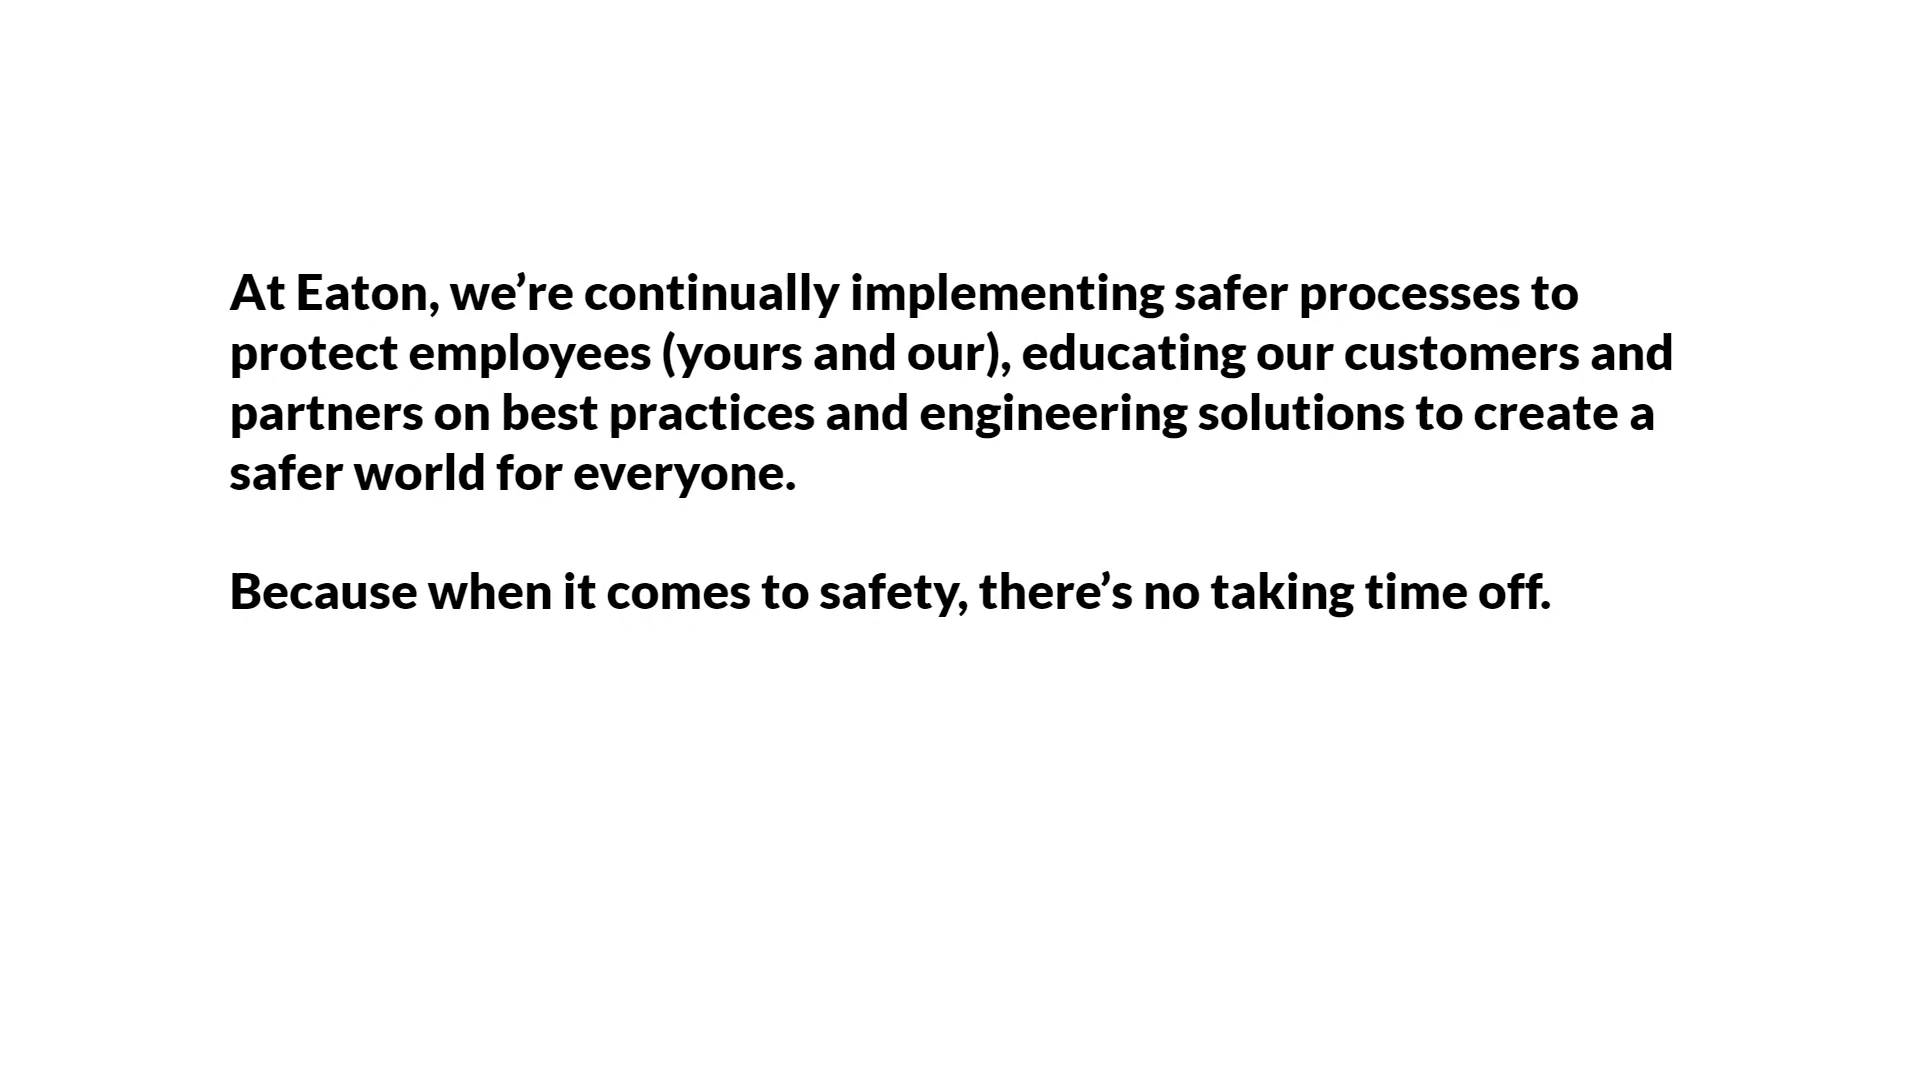 At Eaton, we’re continually implementing safer processes to
protect employees (yours and our), educating our customers and
partners on best practices and engineering solutions to create a
safer world for everyone.
Because when it comes to safety, there’s no taking time off.